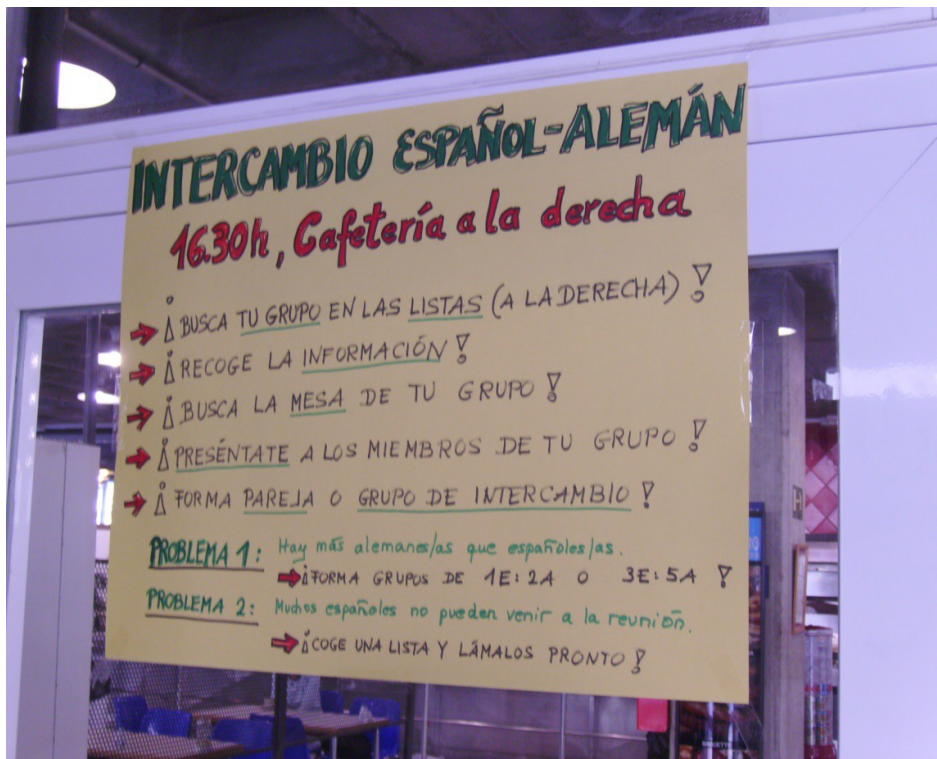 INTERCAMBIO ESPAÑOL-ALEMÁN
16.30h, Cafetería a la derecha
¡BUSCA TU GRUPO EN LAS LISTAS (A LA DERECHA)!
¡RECOGE LA INFORMACIÓN!
¡BUSCA LA MESA DE TU GRUPO!
¡PRESÉNTATE A LOS MIEMBROS DE TU GRUPO!
¡FORMA PAREJA O GRUPO DE INTERCAMBIO!
PROBLEMA 1: Hay más alemanes/as que españoles/as.
¡FORMA GRUPOS DE 1E:2A O 3E:5A!
PROBLEMA 2: Muchos españoles no pueden venir a la reunión.
¡COGE UNA LISTA Y LÁMALOS PRONTO!